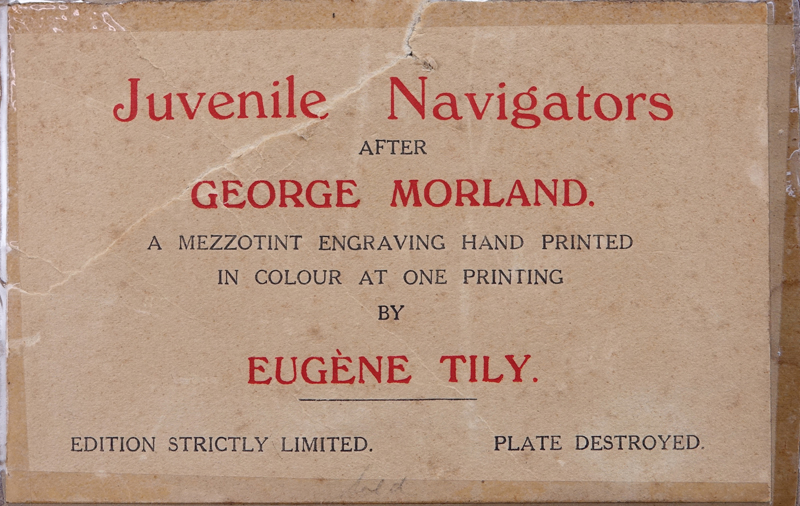 Juvenile Navigators
AFTER
GEORGE MORLAND.
A MEZZOTINT ENGRAVING HAND PRINTED
IN COLOUR AT ONE PRINTING
BY
EUGÈNE TILY.
EDITION STRICTLY LIMITED. PLATE DESTROYED.